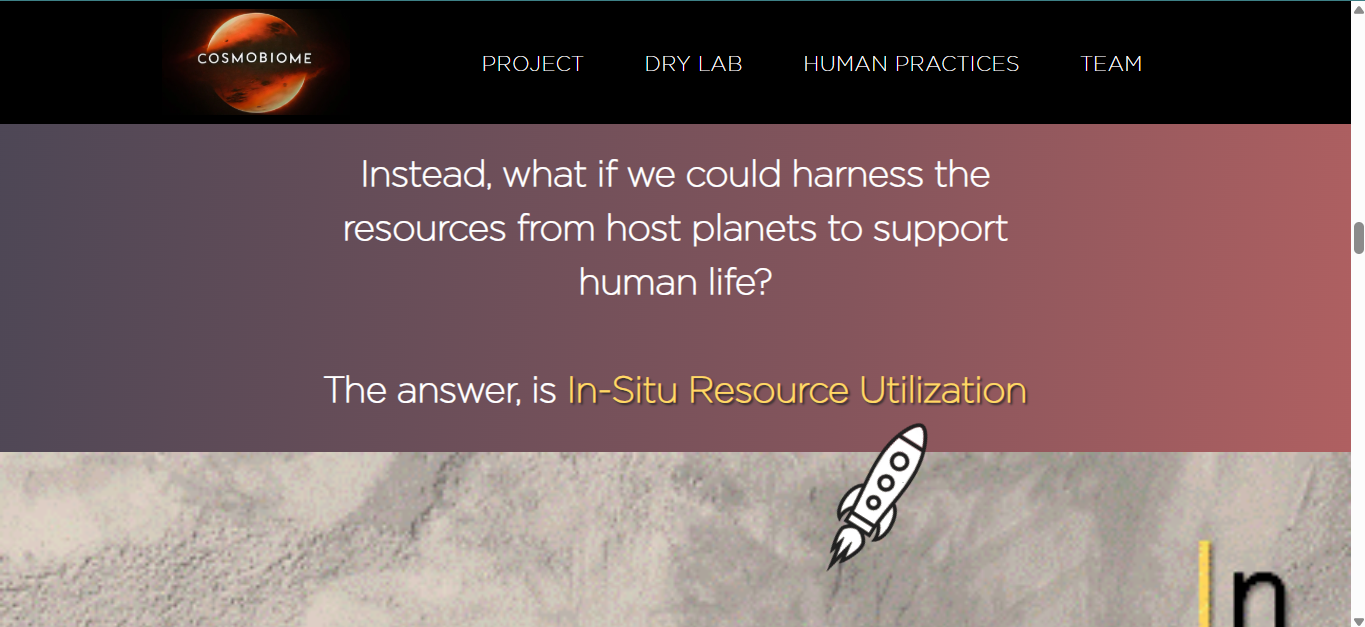 COSMOBIOME
PROJECT
DRY LAB
HUMAN PRACTICES
TEAM
Instead, what if we could harness the
resources from host planets to support
human life?
The answer, is In-Situ Resource Utilization
In